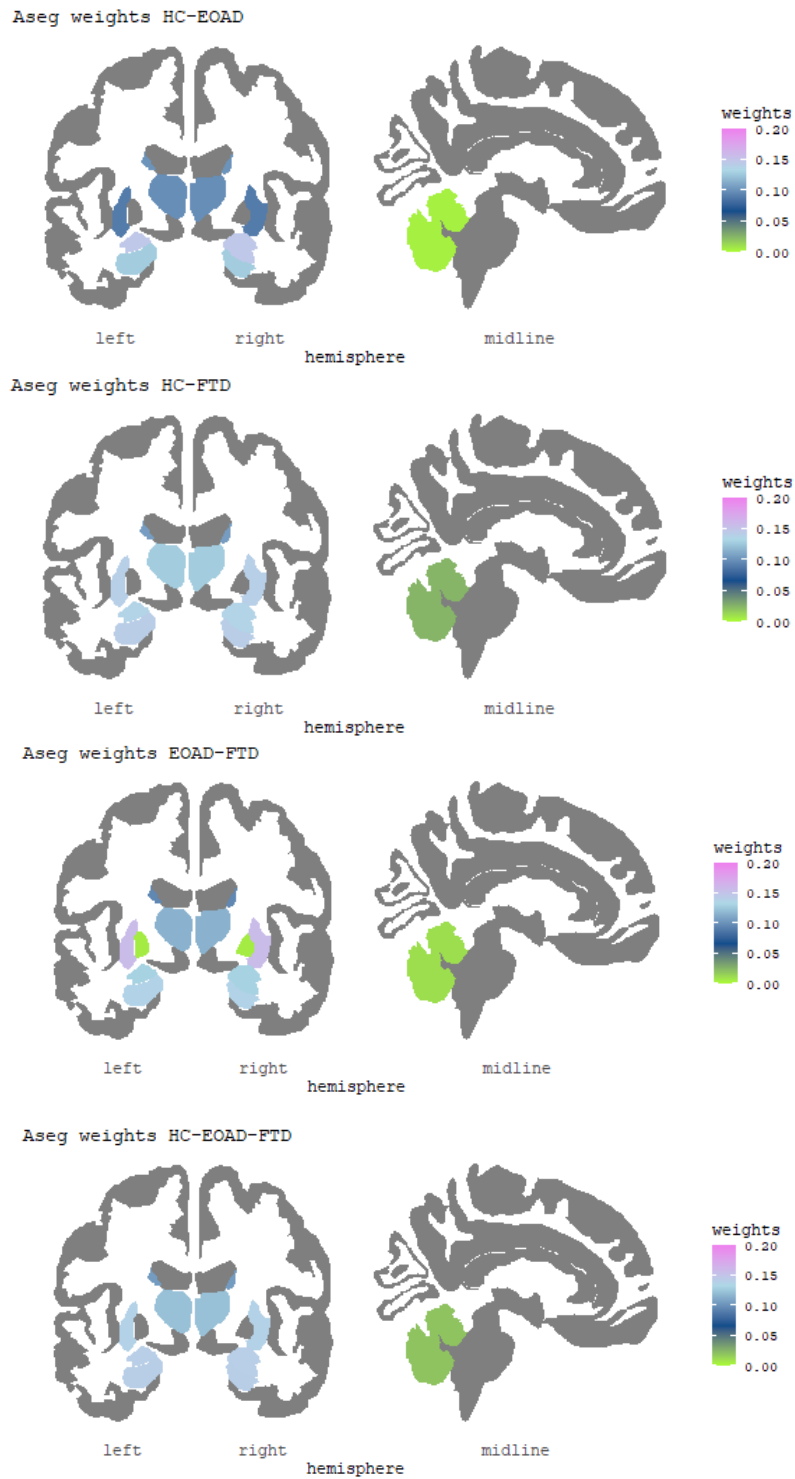 Aseg weights HC-EOAD
weights
0.20
0.15
0.10
0.05
0.00
left right midline
hemisphere
Aseg weights HC-FTD
weights
0.20
0.15
0.10
0.05
0.00
left right midline
hemisphere
Aseg weights EOAD-FTD
weights
0.20
0.15
0.10
0.05
0.00
left right midline
hemisphere
Aseg weights HC-EOAD-FTD
weights
0.20
0.15
0.10
0.05
0.00
left right midline
hemisphere